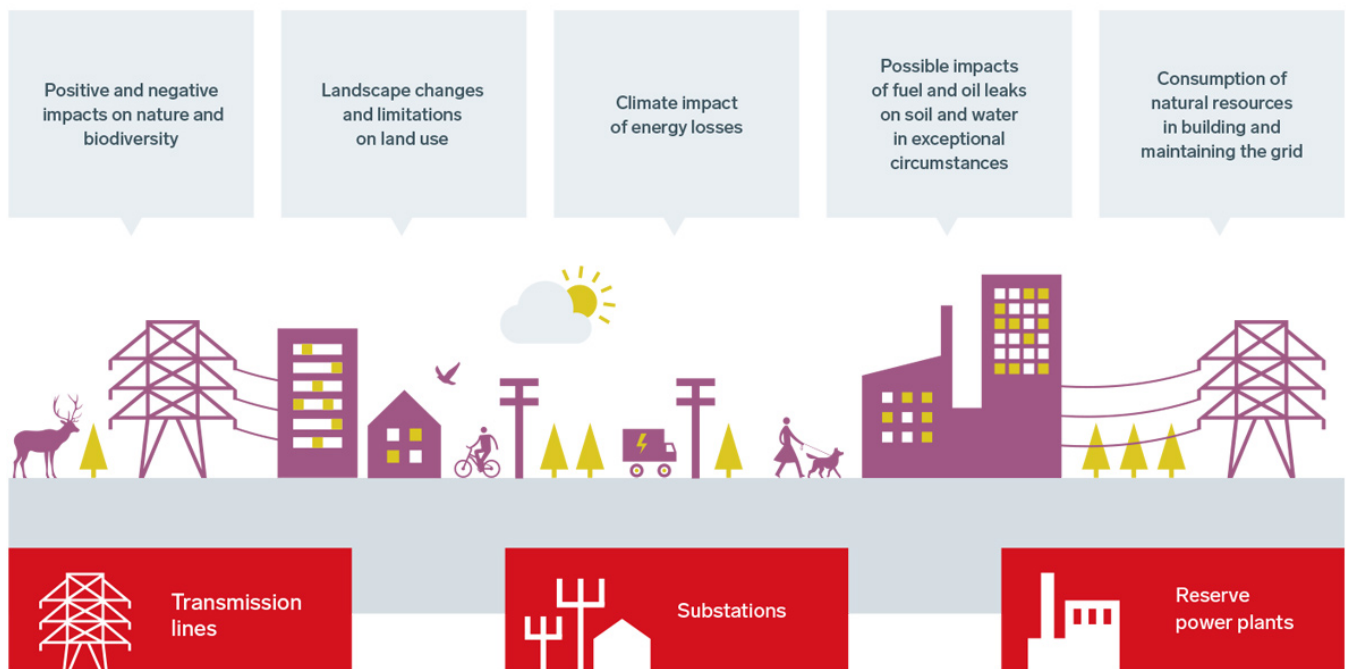 Positive and negative
impacts on nature and
biodiversity
Landscape changes
and limitations
on land use
Climate impact
of energy losses
Possible impacts
of fuel and oil leaks
on soil and water
in exceptional
circumstances
Consumption of
natural resources
in building and
maintaining the grid
Transmission
lines
Substations
Reserve
power plants